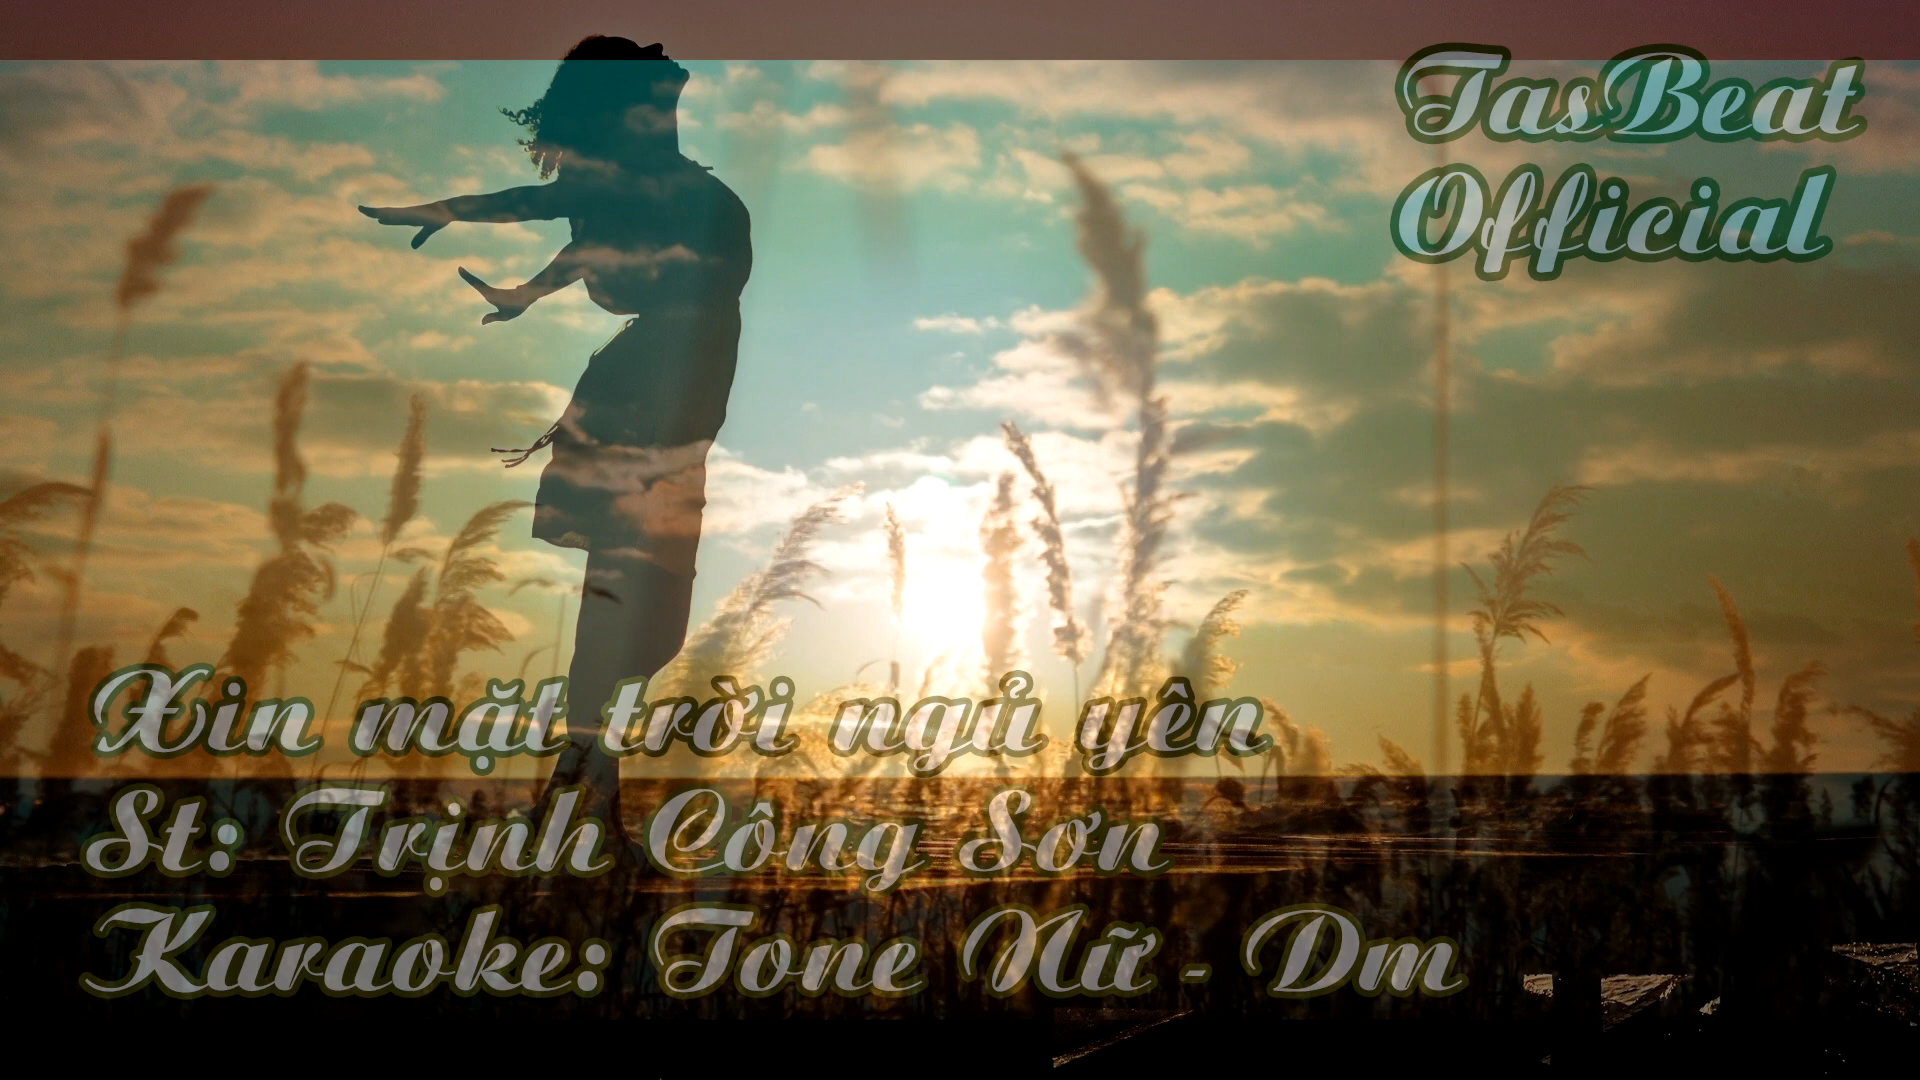 TasBeat
Official
Xin mặt trời ngủ yên
St: Trịnh Công Sơn
Karaoke: Tone Nữ - Dm